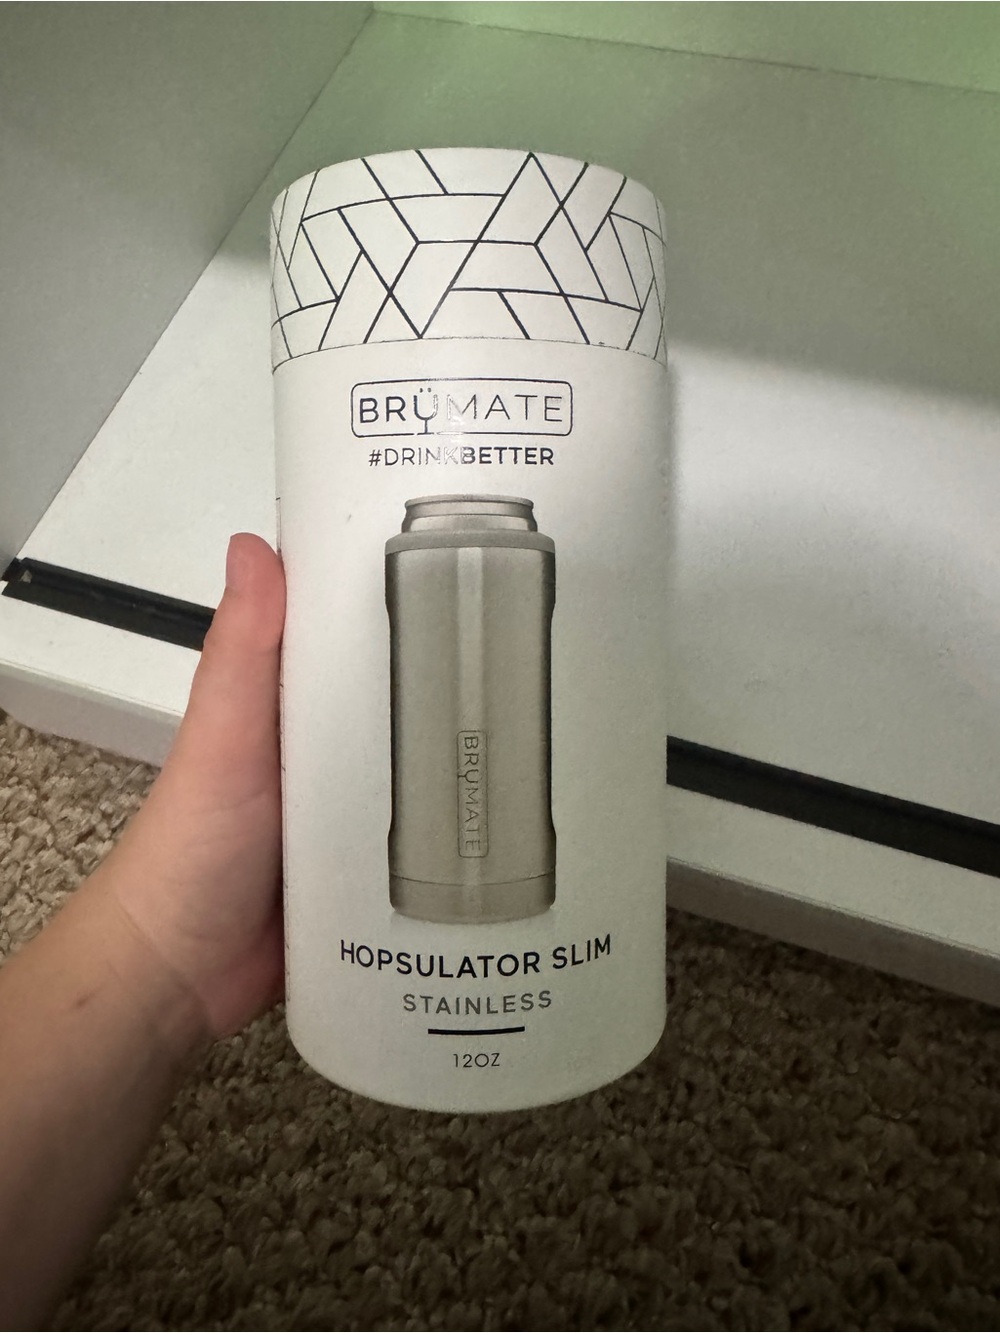 BRÜMATE
#DRINKBETTER
BRÜMATE
HOPSULATOR SLIM
STAINLESS
12OZ